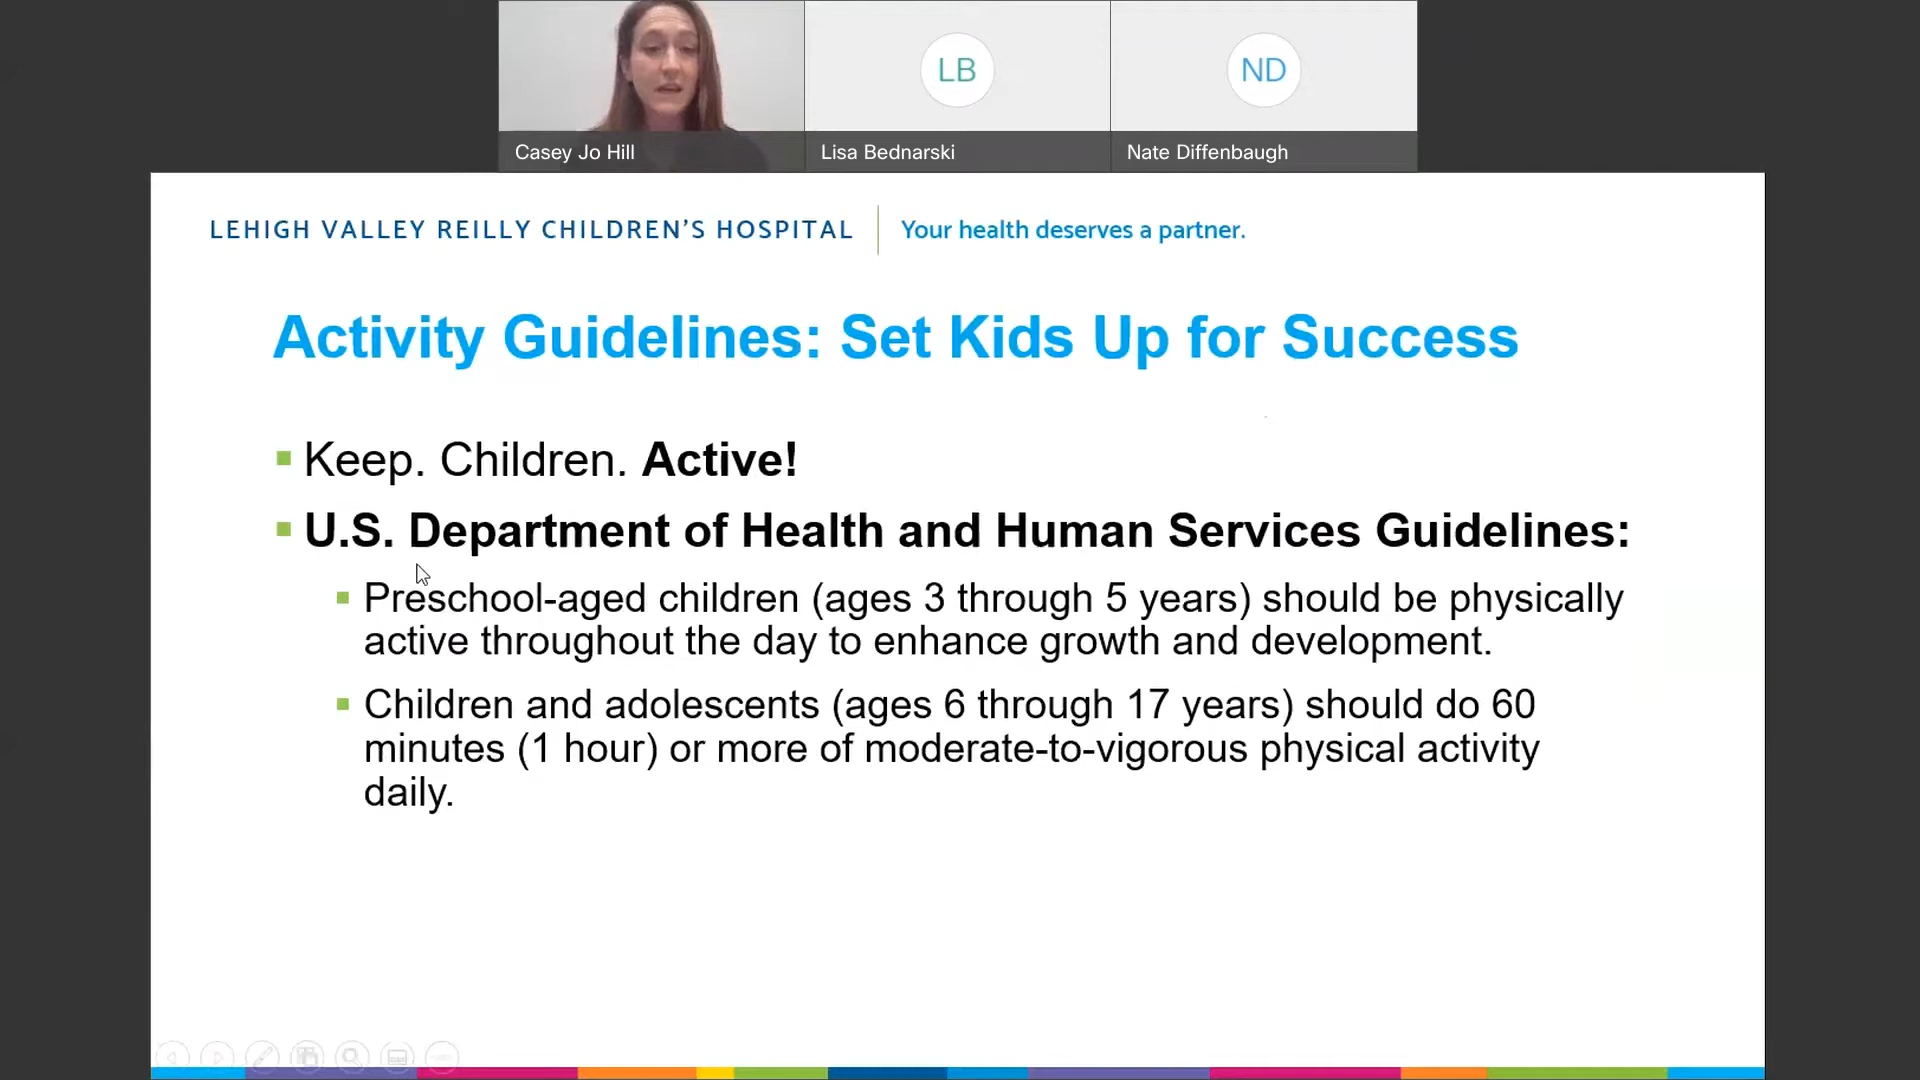 LB
ND
Casey Jo Hill
Lisa Bednarski
Nate Diffenbaugh
LEHIGH VALLEY REILLY CHILDREN’S HOSPITAL
Your health deserves a partner.
Activity Guidelines: Set Kids Up for Success
Keep. Children. Active!
U.S. Department of Health and Human Services Guidelines:
Preschool-aged children (ages 3 through 5 years) should be physically
active throughout the day to enhance growth and development.
Children and adolescents (ages 6 through 17 years) should do 60
minutes (1 hour) or more of moderate-to-vigorous physical activity
daily.